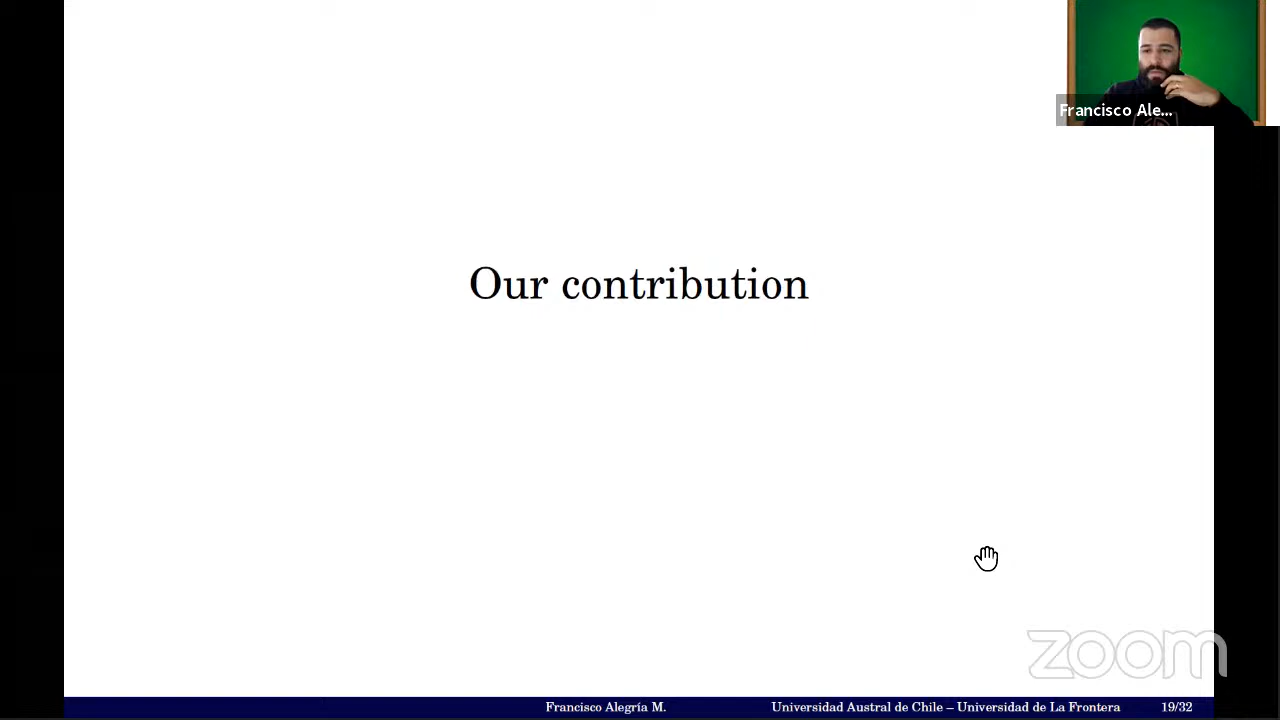 Francisco Ale...
Our contribution
zoom
Francisco Alegría M. Universidad Austral de Chile – Universidad de La Frontera 19/32